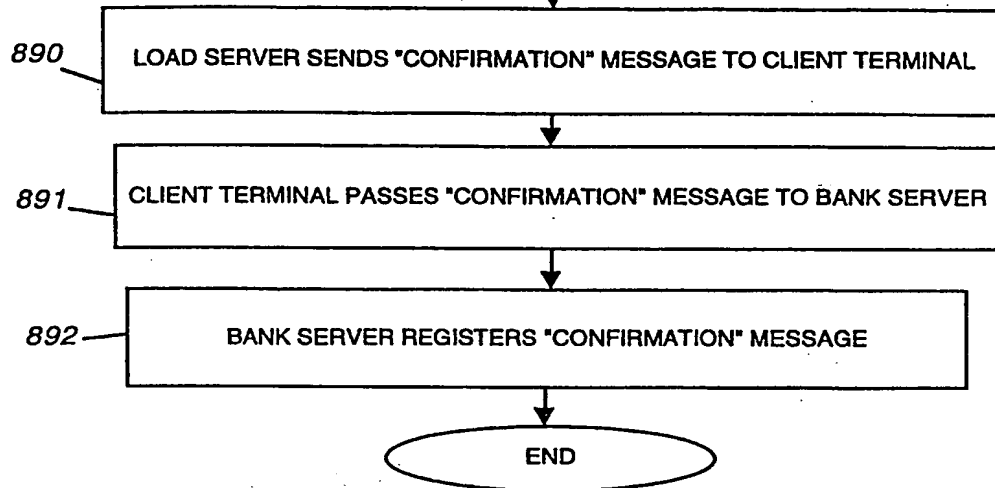 890
LOAD SERVER SENDS "CONFIRMATION" MESSAGE TO CLIENT TERMINAL
891
CLIENT TERMINAL PASSES "CONFIRMATION" MESSAGE TO BANK SERVER
892
BANK SERVER REGISTERS "CONFIRMATION" MESSAGE
END